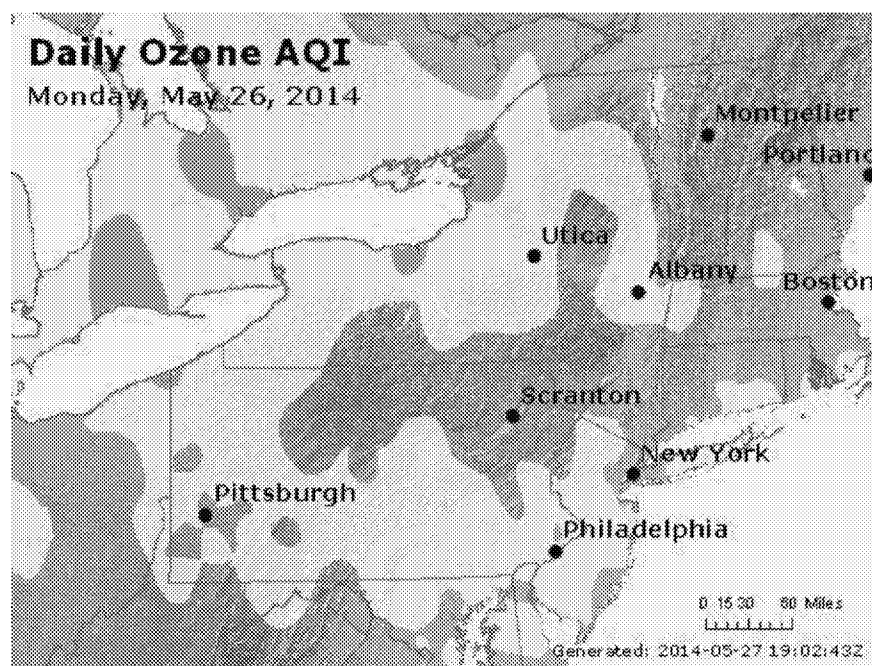 Daily Ozone AQI
Monday, May 26, 2014
Montpelier
Portland
Utica
Albany
Boston
Scranton
New York
Pittsburgh
Philadelphia
0 15 30 60 Miles
Generated: 2014-05-27 19:02:43Z